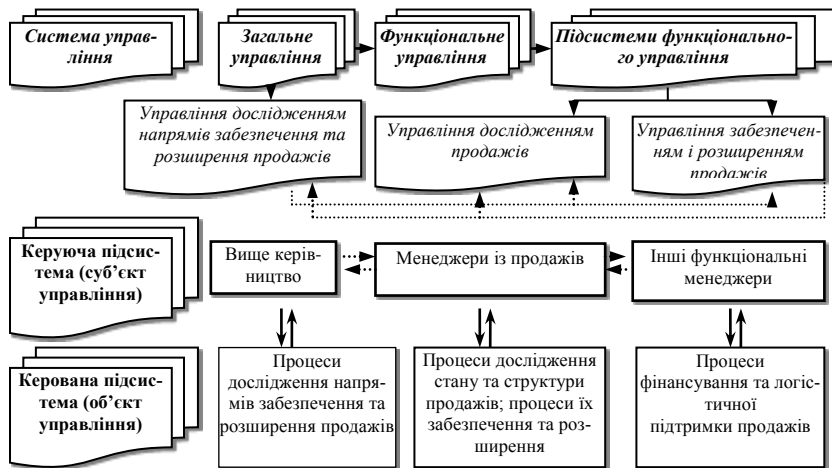 Система управ-
ління
Загальне
управління
Функціональне
управління
Підсистеми функціонально-
го управління
Управління дослідженням
напрямів забезпечення та
розширення продажів
Управління дослідженням
продажів
Управління забезпечен-
ням і розширенням
продажів
Керуюча підсис-
тема (суб’єкт
управління)
Вище керів-
ництво
Менеджери із продажів
Інші функціональні
менеджери
Керована підсис-
тема (об’єкт
управління)
Процеси
дослідження напря-
мів забезпечення та
розширення продажів
Процеси дослідження
стану та структури
продажів; процеси їх
забезпечення та роз-
ширення
Процеси
фінансування та логіс-
тичної
підтримки продажів